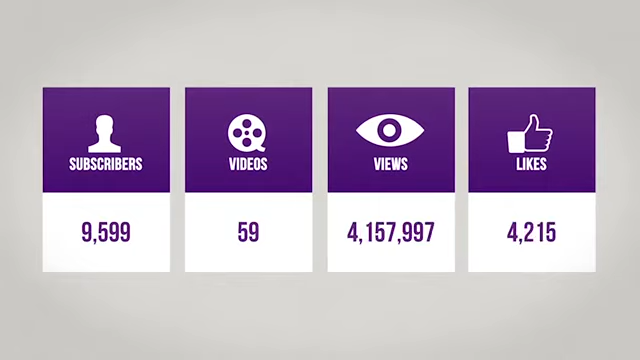 SUBSCRIBERS
9,599
VIDEOS
59
VIEWS
4,157,997
LIKES
4,215